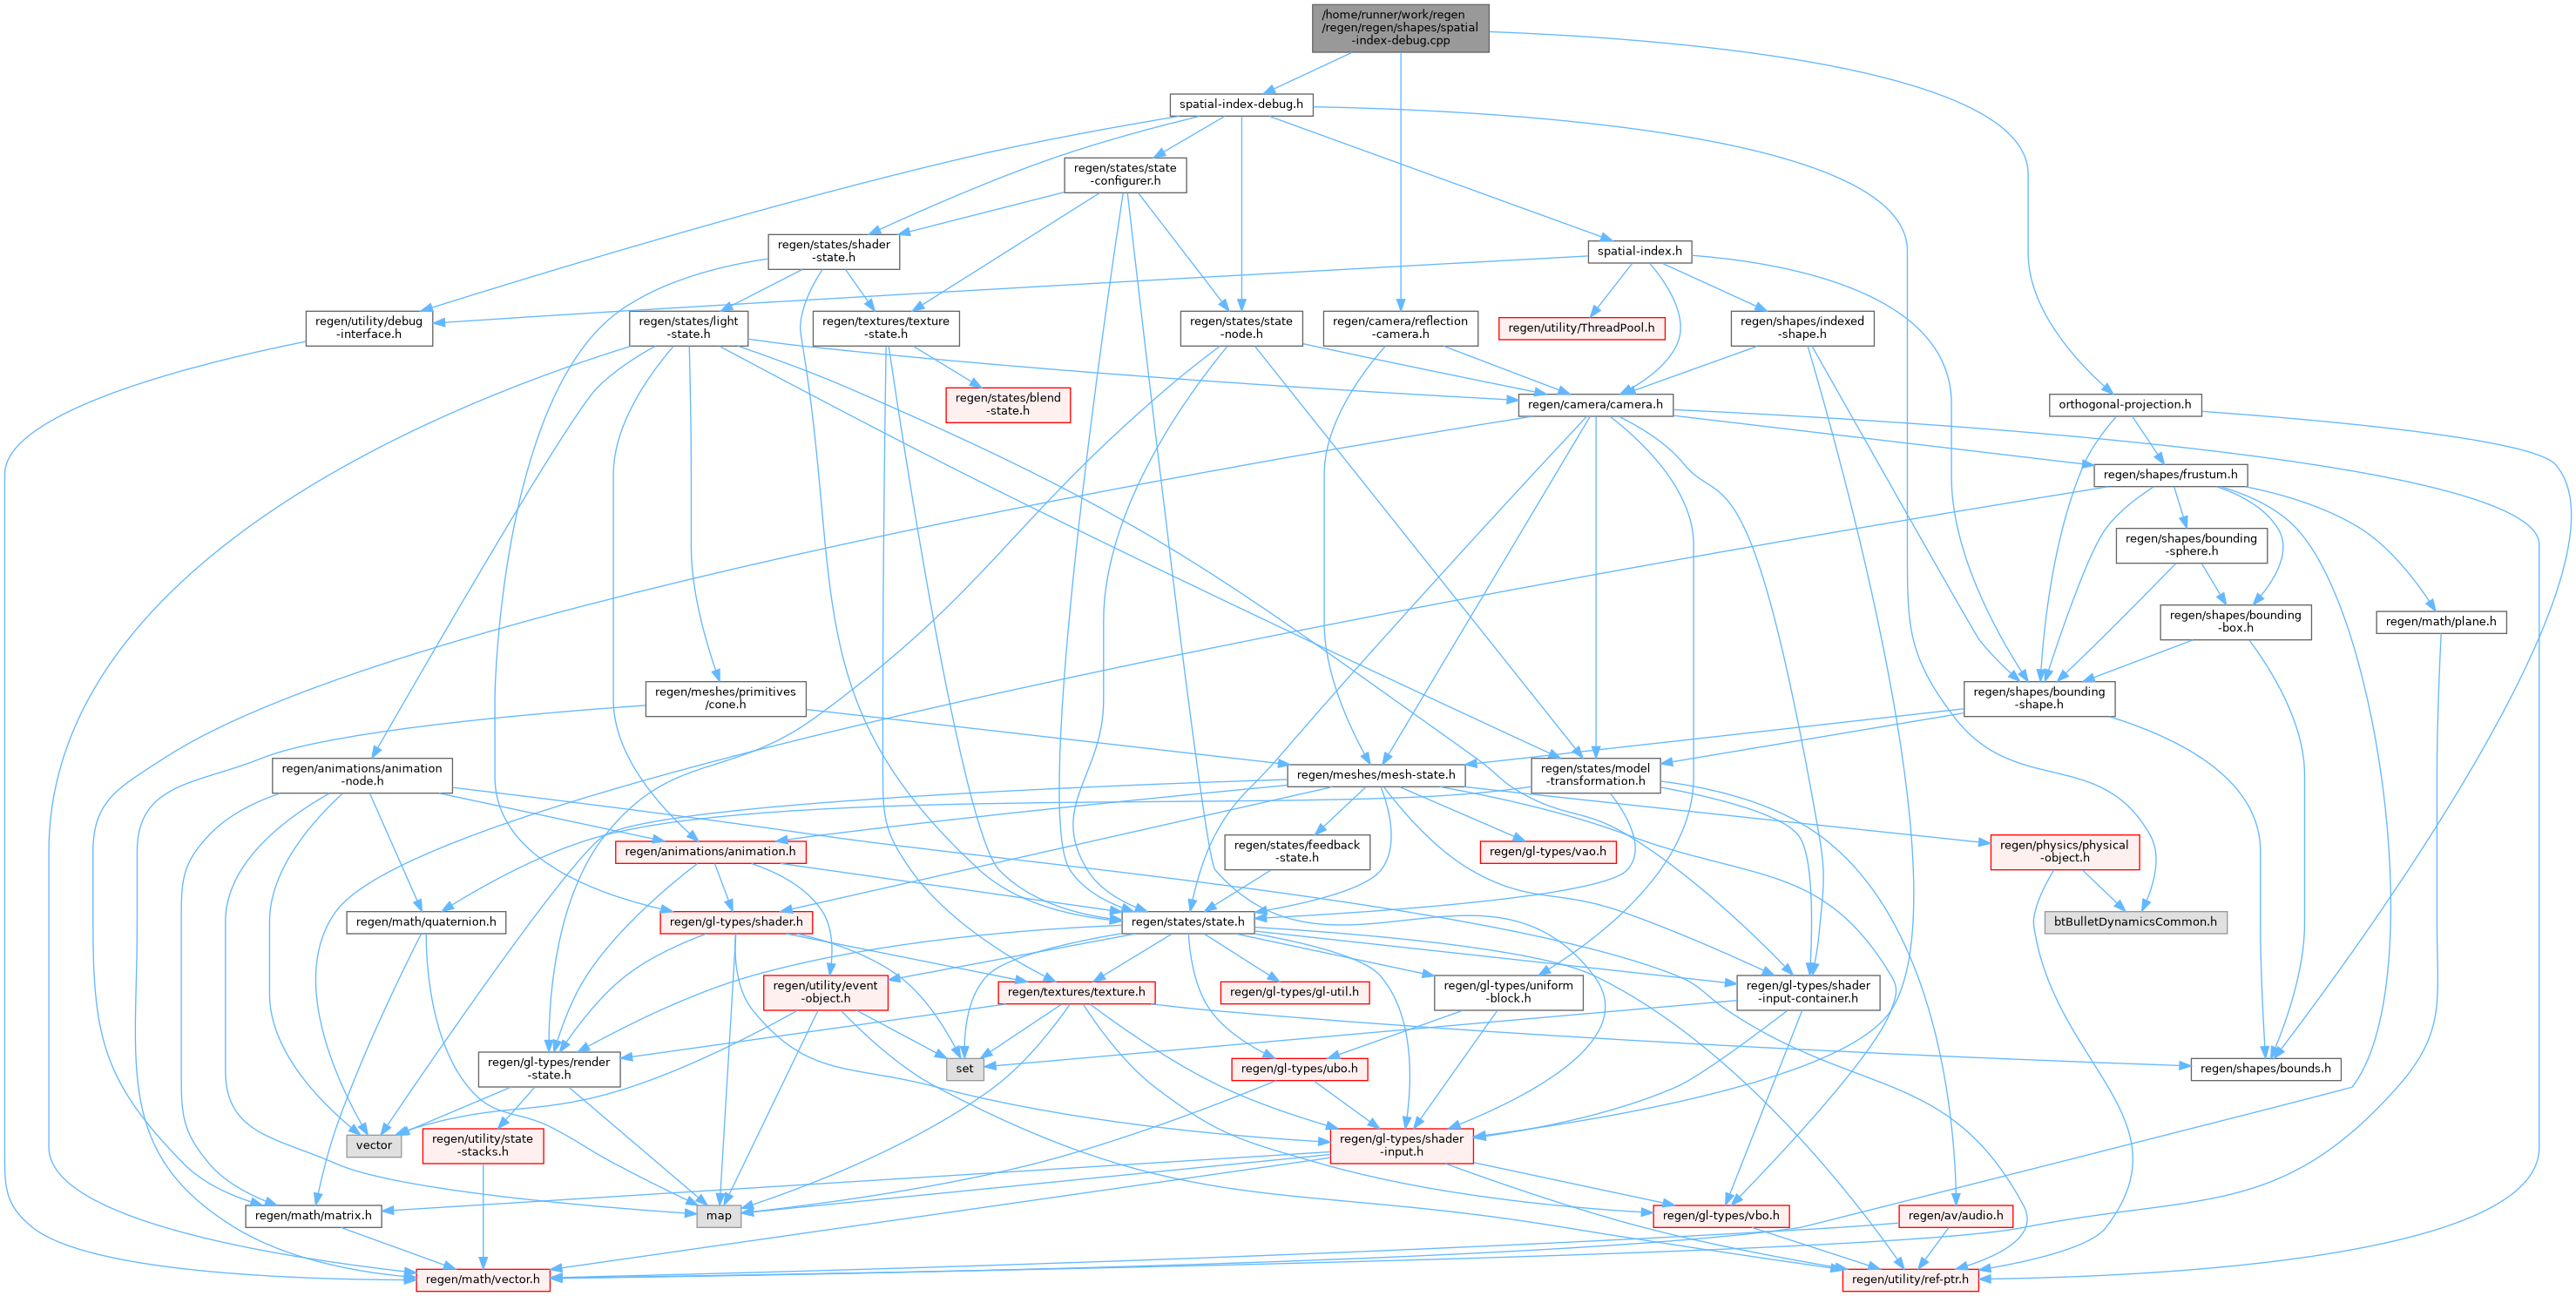 /home/runner/work/regen
/regen/regen/shapes/spatial
-index-debug.cpp
spatial-index-debug.h
regen/states/state
-configurer.h
regen/states/shader
-state.h
spatial-index.h
regen/utility/debug
-interface.h
regen/states/light
-state.h
regen/textures/texture
-state.h
regen/states/state
-node.h
regen/camera/reflection
-camera.h
regen/utility/ThreadPool.h
regen/shapes/indexed
-shape.h
regen/states/blend
-state.h
regen/camera/camera.h
orthogonal-projection.h
regen/shapes/frustum.h
regen/shapes/bounding
-sphere.h
regen/shapes/bounding
-box.h
regen/math/plane.h
regen/meshes/primitives
/cone.h
regen/shapes/bounding
-shape.h
regen/animations/animation
-node.h
regen/meshes/mesh-state.h
regen/states/model
-transformation.h
regen/animations/animation.h
regen/states/feedback
-state.h
regen/gl-types/vao.h
regen/physics/physical
-object.h
regen/math/quaternion.h
regen/gl-types/shader.h
regen/states/state.h
btBulletDynamicsCommon.h
regen/utility/event
-object.h
regen/textures/texture.h
regen/gl-types/gl-util.h
regen/gl-types/uniform
-block.h
regen/gl-types/shader
-input-container.h
regen/gl-types/render
-state.h
set
regen/gl-types/ubo.h
regen/shapes/bounds.h
vector
regen/utility/state
-stacks.h
regen/gl-types/shader
-input.h
regen/math/matrix.h
map
regen/gl-types/vbo.h
regen/av/audio.h
regen/math/vector.h
regen/utility/ref-ptr.h